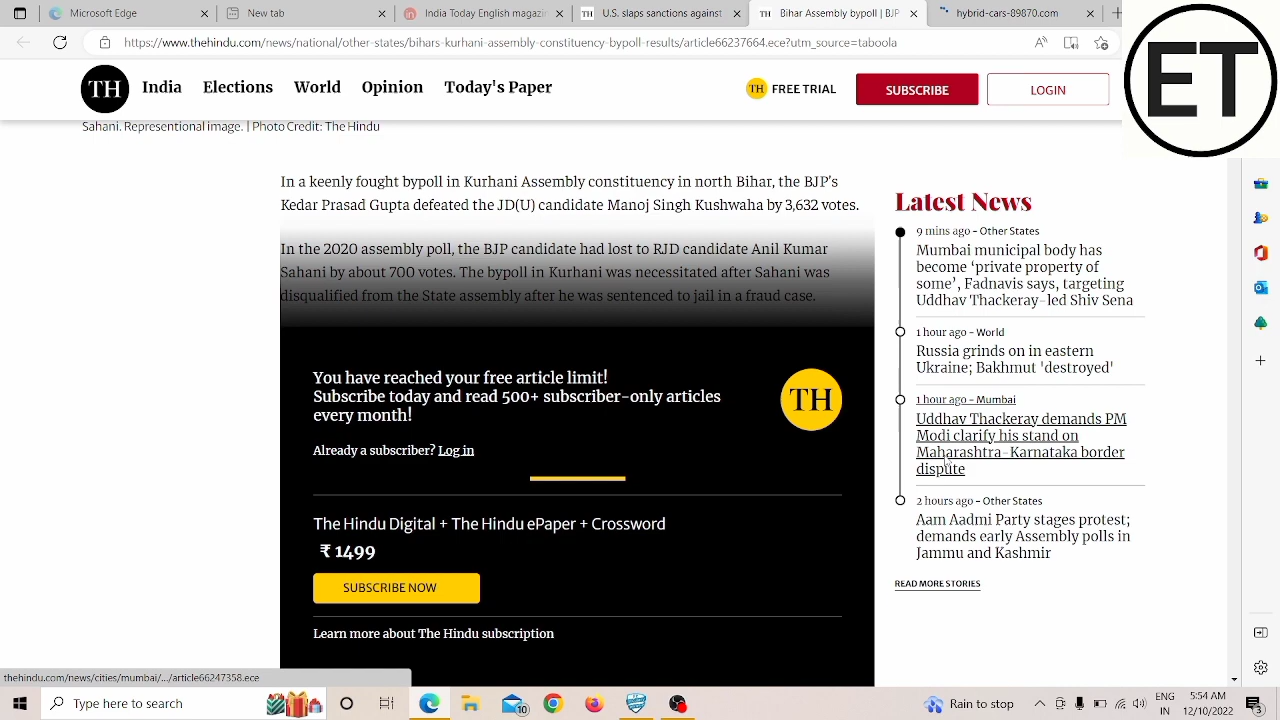 Microsoft Edge
New tab
India Today English magazin
U.S. slaps sanctions against
Bihar Assembly bypoll | BJP
hybrid-cars-89870.com
https://www.thehindu.com/news/national/other-states/bihars-kurhani-assembly-constituency-bypoll-results/article66237664.ece?utm_source=taboola
TH
India
Elections
World
Opinion
Today's Paper
TH
FREE TRIAL
SUBSCRIBE
LOGIN
ET
Sahani. Representional image. | Photo Credit: The Hindu
In a keenly fought bypoll in Kurhani Assembly constituency in north Bihar, the BJP's
Kedar Prasad Gupta defeated the JD(U) candidate Manoj Singh Kushwaha by 3,632 votes.
In the 2020 assembly poll, the BJP candidate had lost to RJD candidate Anil Kumar
Sahani by about 700 votes. The bypoll in Kurhani was necessitated after Sahani was
disqualified from the State assembly after he was sentenced to jail in a fraud case.
You have reached your free article limit!
Subscribe today and read 500+ subscriber-only articles
every month!
TH
Already a subscriber? Log in
The Hindu Digital + The Hindu ePaper + Crossword
₹ 1499
SUBSCRIBE NOW
Learn more about The Hindu subscription
Latest News
9 mins ago - Other States
Mumbai municipal body has
become ‘private property of
some’, Fadnavis says, targeting
Uddhav Thackeray-led Shiv Sena
1 hour ago - World
Russia grinds on in eastern
Ukraine; Bakhmut 'destroyed'
1 hour ago - Mumbai
Uddhav Thackeray demands PM
Modi clarify his stand on
Maharashtra-Karnataka border
dispute
2 hours ago - Other States
Aam Aadmi Party stages protest;
demands early Assembly polls in
Jammu and Kashmir
READ MORE STORIES
thehindu.com/news/cities/mumbai/.../article66247358.ece
Type here to search
10
Rain to stop
ENG
IN
5:54 AM
12/10/2022
3